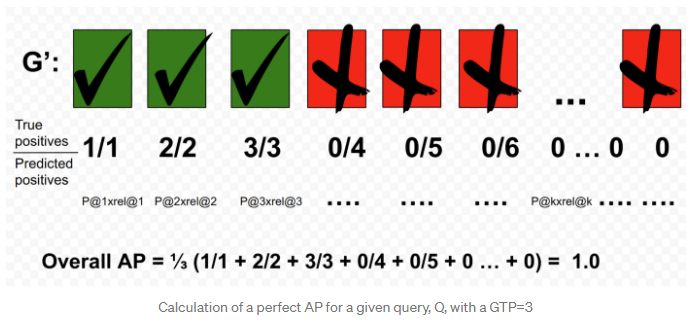 G’:
True
positives
Predicted
positives
1/1 2/2 3/3 0/4 0/5 0/6 0 ... 0 0
P@1xrel@1 P@2xrel@2 P@3xrel@3 .... .... .... P@kxrel@k .... ....
...
Overall AP = ⅓ (1/1 + 2/2 + 3/3 + 0/4 + 0/5 + 0 ... + 0) = 1.0
Calculation of a perfect AP for a given query, Q, with a GTP=3